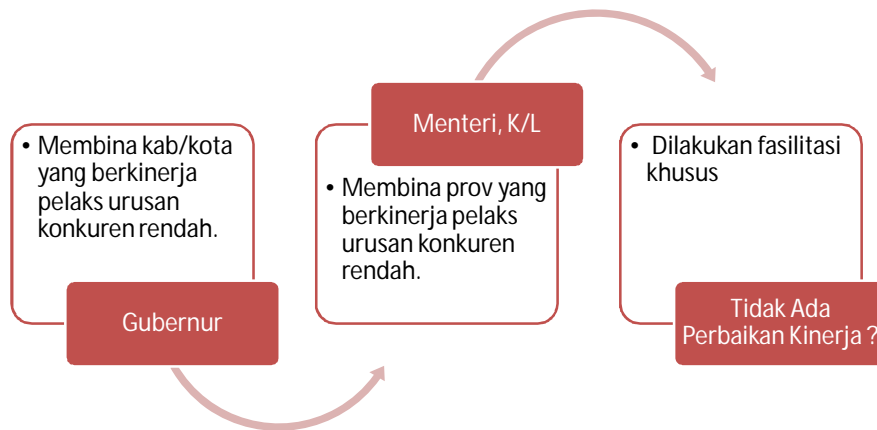 • Membina kab/kota
yang berkinerja
pelaks urusan
konkuren rendah.
Gubernur
Menteri, K/L
• Membina prov yang
berkinerja pelaks
urusan konkuren
rendah.
• Dilakukan fasilitasi
khusus
Tidak Ada
Perbaikan Kinerja ?